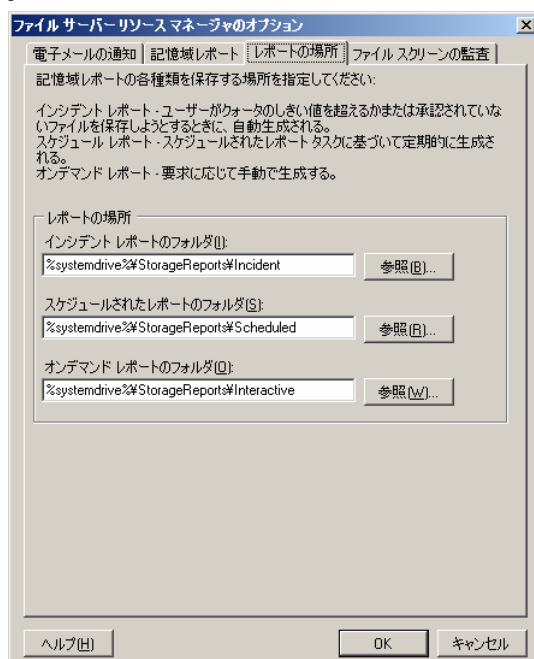 ファイル サーバー リソース マネージャのオプション
電子メールの通知 記憶域レポート レポートの場所 ファイル スクリーンの監査
記憶域レポートの各種類を保存する場所を指定してください:
インシデント レポート - ユーザーがクォータのしきい値を超えるかまたは承認されていな
いファイルを保存しようとするときに、自動生成される。
スケジュール レポート - スケジュールされたレポート タスクに基づいて定期的に生成さ
れる。
オンデマンド レポート - 要求に応じて手動で生成する。
レポートの場所
インシデント レポートのフォルダ(I):
%systemdrive%¥StorageReports¥Incident 参照(B)...
スケジュールされたレポートのフォルダ(S):
%systemdrive%¥StorageReports¥Scheduled 参照(R)...
オンデマンド レポートのフォルダ(O):
%systemdrive%¥StorageReports¥Interactive 参照(W)...
ヘルプ(H) OK キャンセル